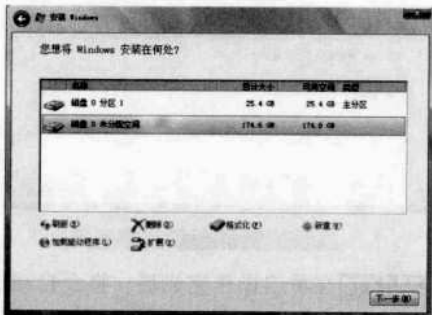 安装 Windows
您想将 Windows 安装在何处?
名称 总计大小 可用空间 类型
磁盘 0 分区 1 25.4 GB 25.4 GB 主分区
磁盘 0 未分配空间 174.6 GB 174.6 GB
刷新(R) 删除(D) 格式化(F) 新建(E)
加载驱动程序(L) 扩展(X)
下一步(N)